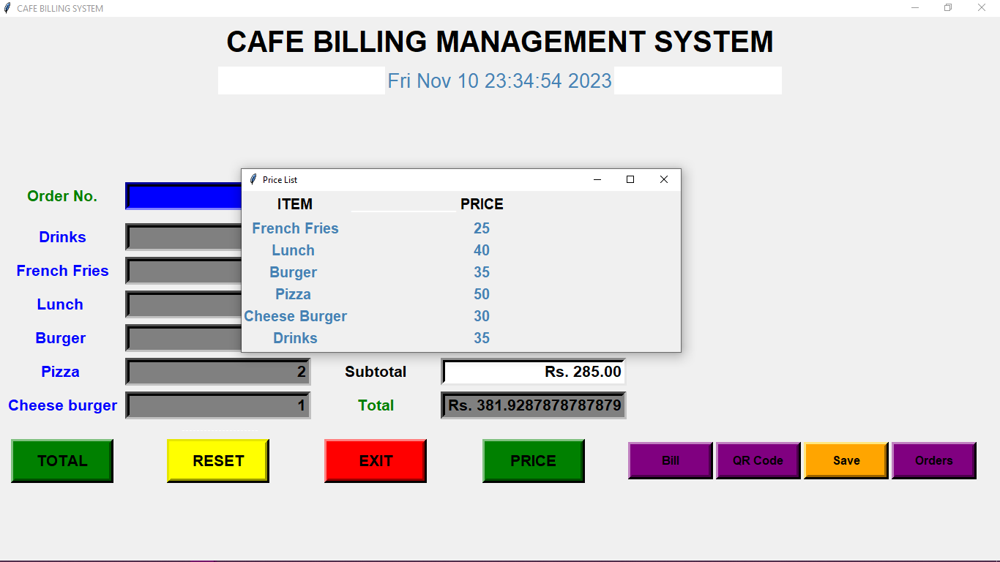 CAFE BILLING SYSTEM
CAFE BILLING MANAGEMENT SYSTEM
Fri Nov 10 23:34:54 2023
Price List
ITEM PRICE
French Fries 25
Lunch 40
Burger 35
Pizza 50
Cheese Burger 30
Drinks 35
Order No.
Drinks
French Fries
Lunch
Burger
Pizza 2 Subtotal Rs. 285.00
Cheese burger 1 Total Rs. 381.9287878787879
TOTAL RESET EXIT PRICE Bill QR Code Save Orders